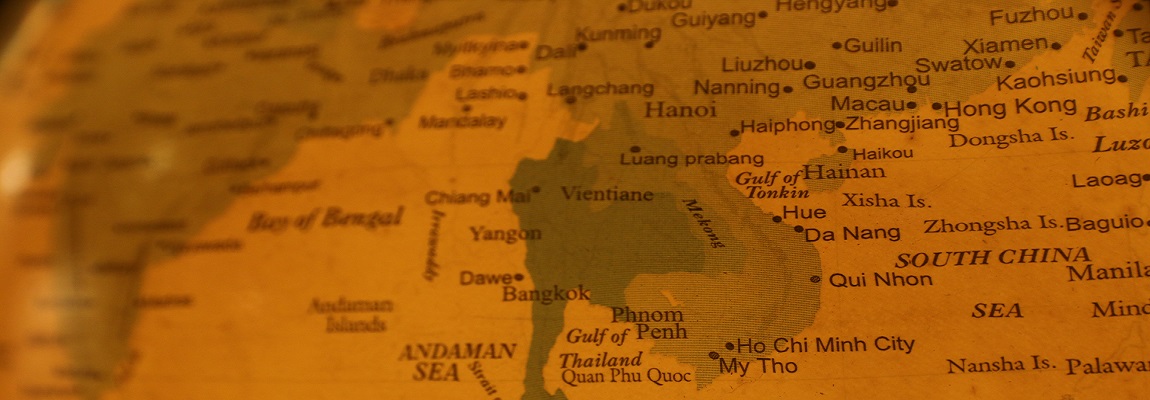 Dukou
Hengyang
Guiyang
Fuzhou
Taiwan S
Kunming
Dali
Guilin
Xiamen
Ta
Myitkyina
Liuzhou
Swatow
T
Bhamo
Dhaka
Langchang
Nanning
Guangzhou
Kaohsiung
Lashio
Hanoi
Macau
Hong Kong
Bashi
Mandalay
Haiphong
Zhangjiang
Dongsha Is.
Luzo
Luang prabang
Haikou
Gulf of
Tonkin
Hainan
Laoag
Chiang Mai
Vientiane
Xisha Is.
Bay of Bengal
Irrawaddy
Mekong
Hue
Zhongsha Is.
Baguio
Yangon
Da Nang
SOUTH CHINA
Dawe
Qui Nhon
Manila
Bangkok
Andaman
Islands
Phnom
Penh
SEA
Mind
Gulf of
Thailand
Ho Chi Minh City
ANDAMAN
SEA
Strait
Quan Phu Quoc
My Tho
Nansha Is.
Palawa